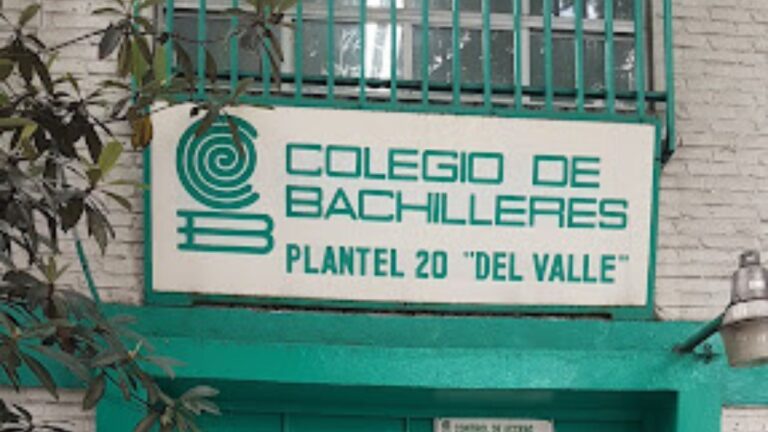 COLEGIO DE
BACHILLERES
PLANTEL 20 "DEL VALLE"